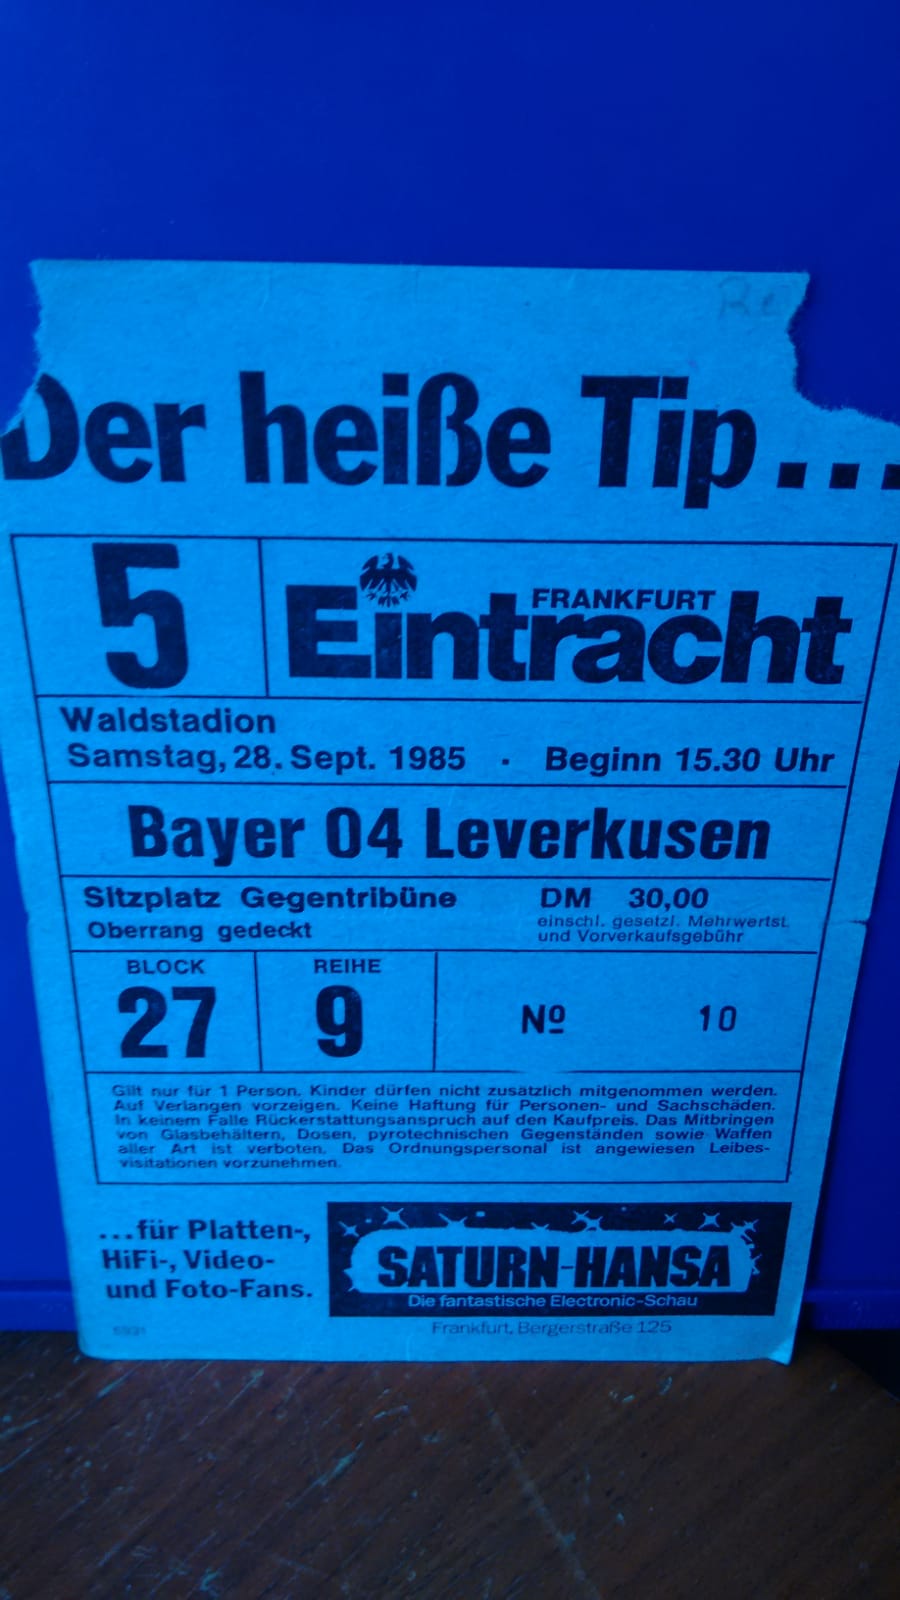 Re
Der heiße Tip...
5
Eintracht
FRANKFURT
Waldstadion
Samstag, 28. Sept. 1985 · Beginn 15.30 Uhr
Bayer 04 Leverkusen
Sitzplatz Gegentribüne DM 30,00
einschl. gesetzl. Mehrwertst.
Oberrang gedeckt und Vorverkaufsgebühr
BLOCK REIHE
27 9 Nº 10
Gilt nur für 1 Person. Kinder dürfen nicht zusätzlich mitgenommen werden.
Auf Verlangen vorzeigen. Keine Haftung für Personen- und Sachschäden.
In keinem Falle Rückerstattungsanspruch auf den Kaufpreis. Das Mitbringen
von Glasbehältern, Dosen, pyrotechnischen Gegenständen sowie Waffen
aller Art ist verboten. Das Ordnungspersonal ist angewiesen Leibes-
visitationen vorzunehmen.
...für Platten-,
HiFi-, Video-
und Foto-Fans.
SATURN-HANSA
Die fantastische Electronic-Schau
Frankfurt, Bergerstraße 125